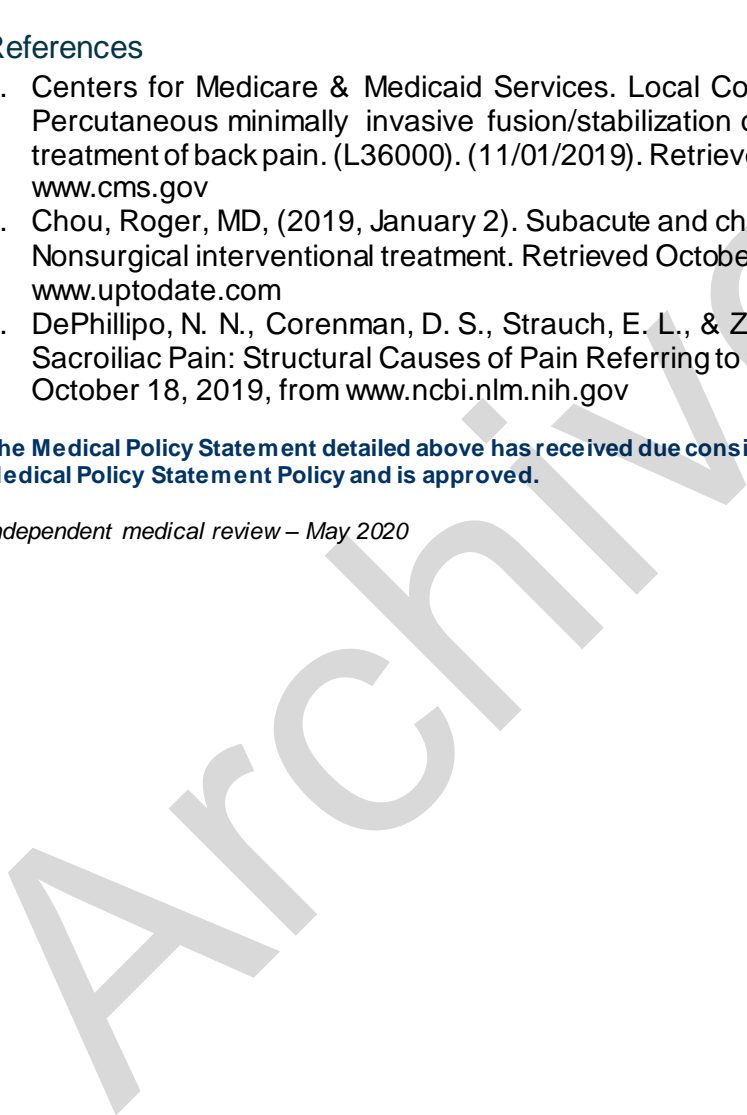 References
. Centers for Medicare & Medicaid Services. Local Co
Percutaneous minimally invasive fusion/stabilization
treatment of back pain. (L36000). (11/01/2019). Retrieve
www.cms.gov
. Chou, Roger, MD, (2019, January 2). Subacute and ch
Nonsurgical interventional treatment. Retrieved Octobe
www.uptodate.com
. DePhillipo, N. N., Corenman, D. S., Strauch, E. L., & Z
Sacroiliac Pain: Structural Causes of Pain Referring to
October 18, 2019, from www.ncbi.nlm.nih.gov
he Medical Policy Statement detailed above has received due consi
Medical Policy Statement Policy and is approved.
ndependent medical review – May 2020
Archive